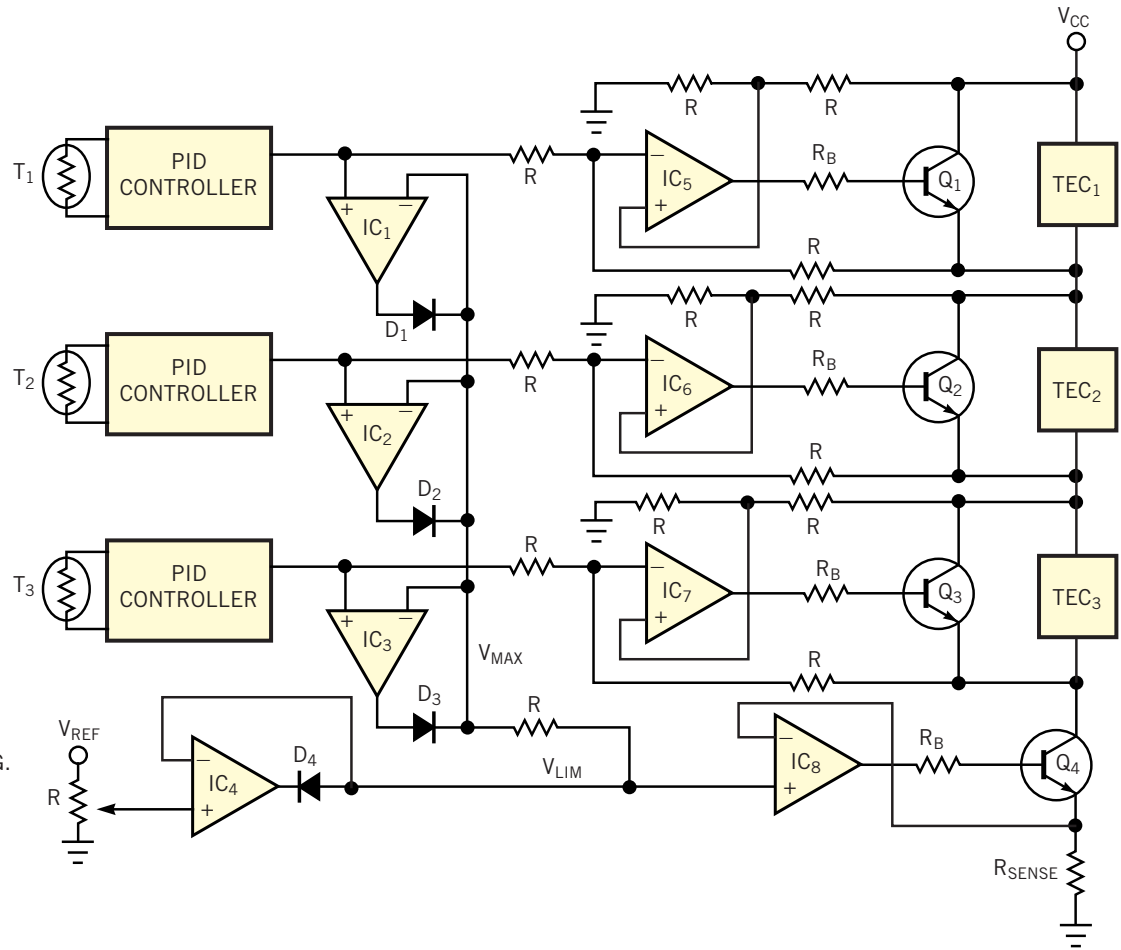 V_CC
R
R
T_1
PID
CONTROLLER
R
IC_1
+
−
D_1
−
IC_5
+
R_B
Q_1
TEC_1
R
R
R
T_2
PID
CONTROLLER
R
IC_2
+
−
D_2
−
IC_6
+
R_B
Q_2
TEC_2
R
R
R
T_3
PID
CONTROLLER
R
IC_3
+
−
V_MAX
D_3
−
IC_7
+
R_B
Q_3
TEC_3
R
R
V_REF
G.
R
−
IC_4
+
D_4
V_LIM
−
IC_8
+
R_B
Q_4
R_SENSE